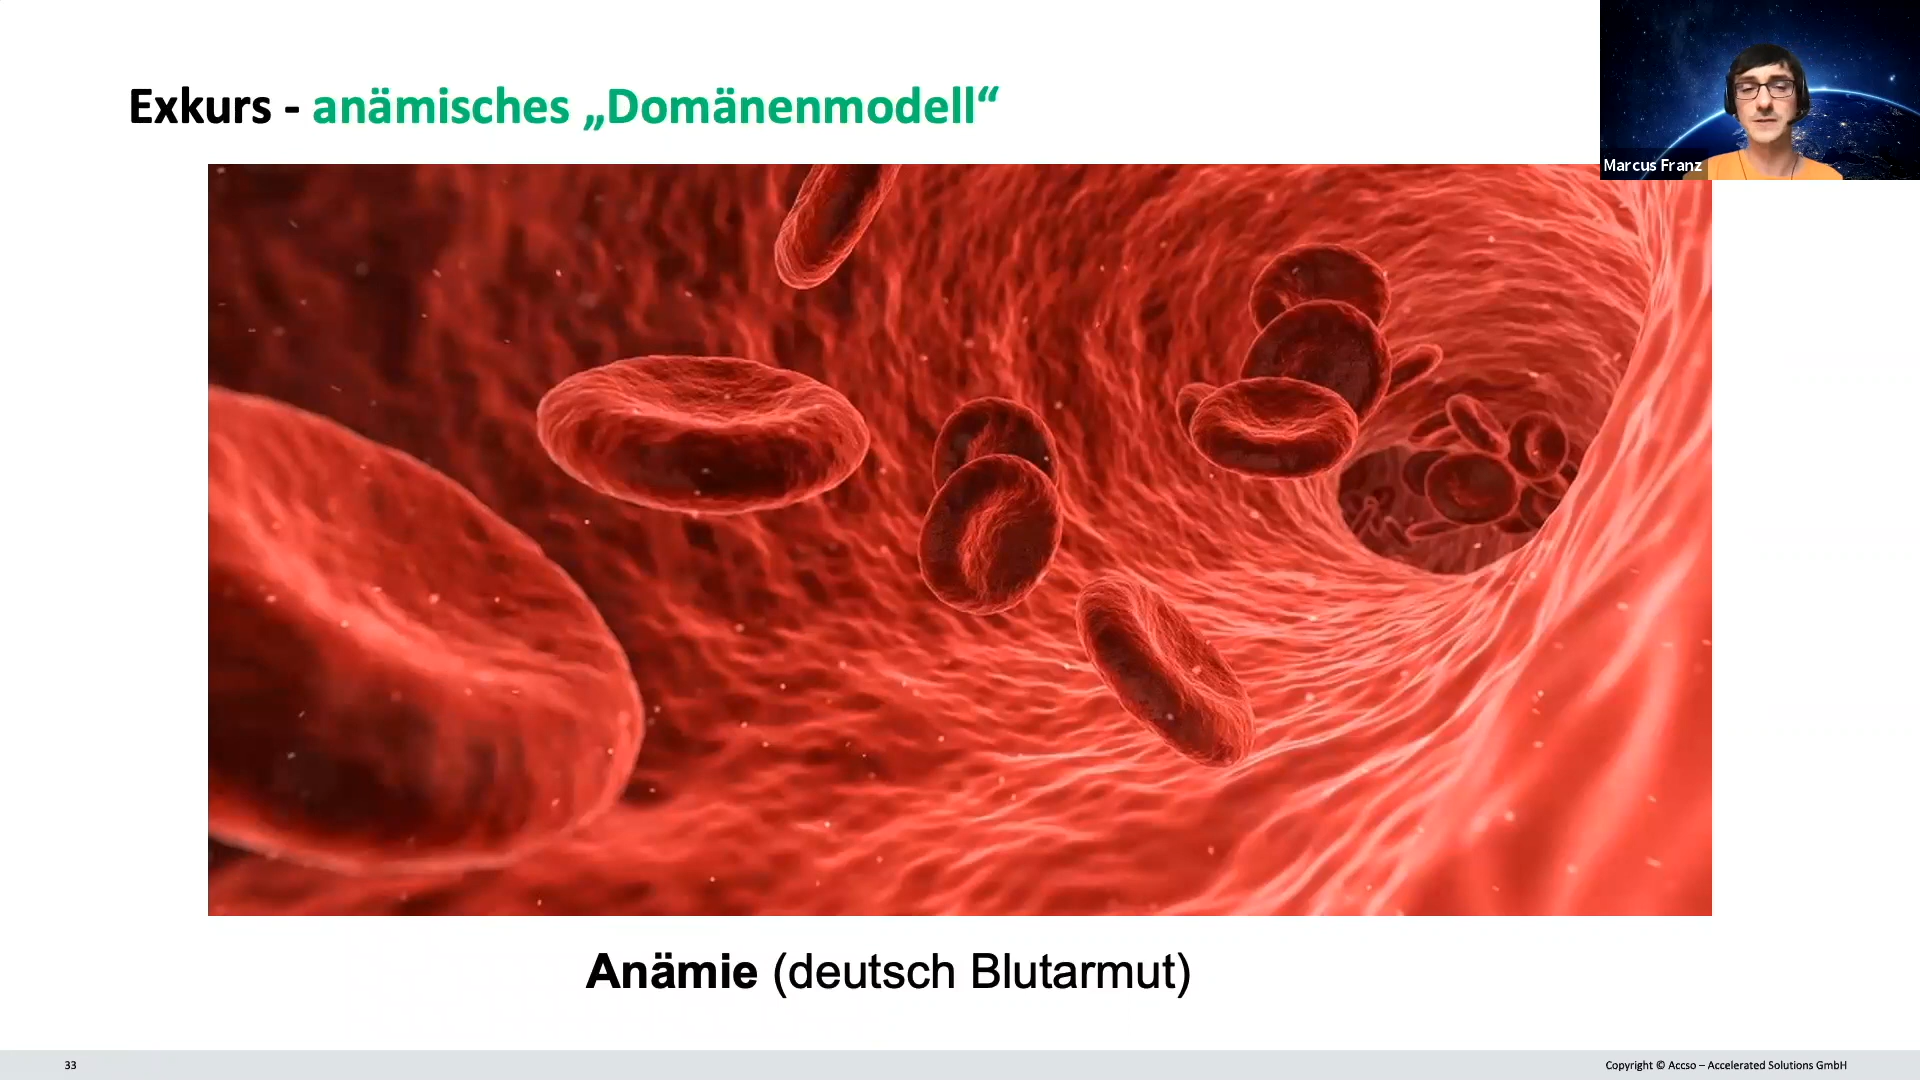 Exkurs - anämisches „Domänenmodell“
Marcus Franz
Anämie (deutsch Blutarmut)
33
Copyright © Accso – Accelerated Solutions GmbH